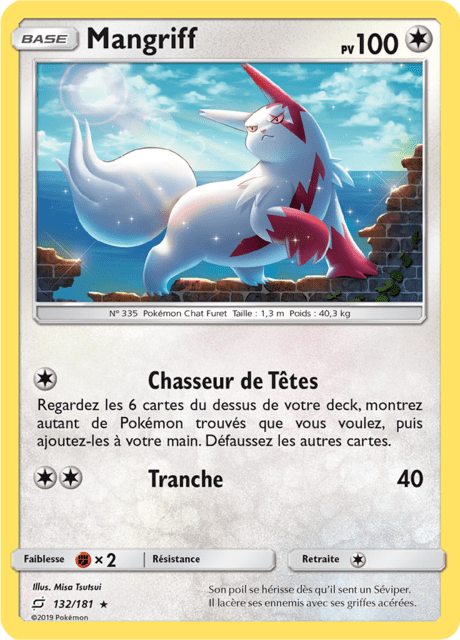 BASE Mangriff PV100
N° 335 Pokémon Chat Furet Taille : 1,3 m Poids : 40,3 kg
Chasseur de Têtes
Regardez les 6 cartes du dessus de votre deck, montrez
autant de Pokémon trouvés que vous voulez, puis
ajoutez-les à votre main. Défaussez les autres cartes.
Tranche 40
Faiblesse ×2 Résistance Retraite
Illus. Misa Tsutsui
132/181 ★
©2019 Pokémon
Son poil se hérisse dès qu'il sent un Séviper.
Il lacère ses ennemis avec ses griffes acérées.